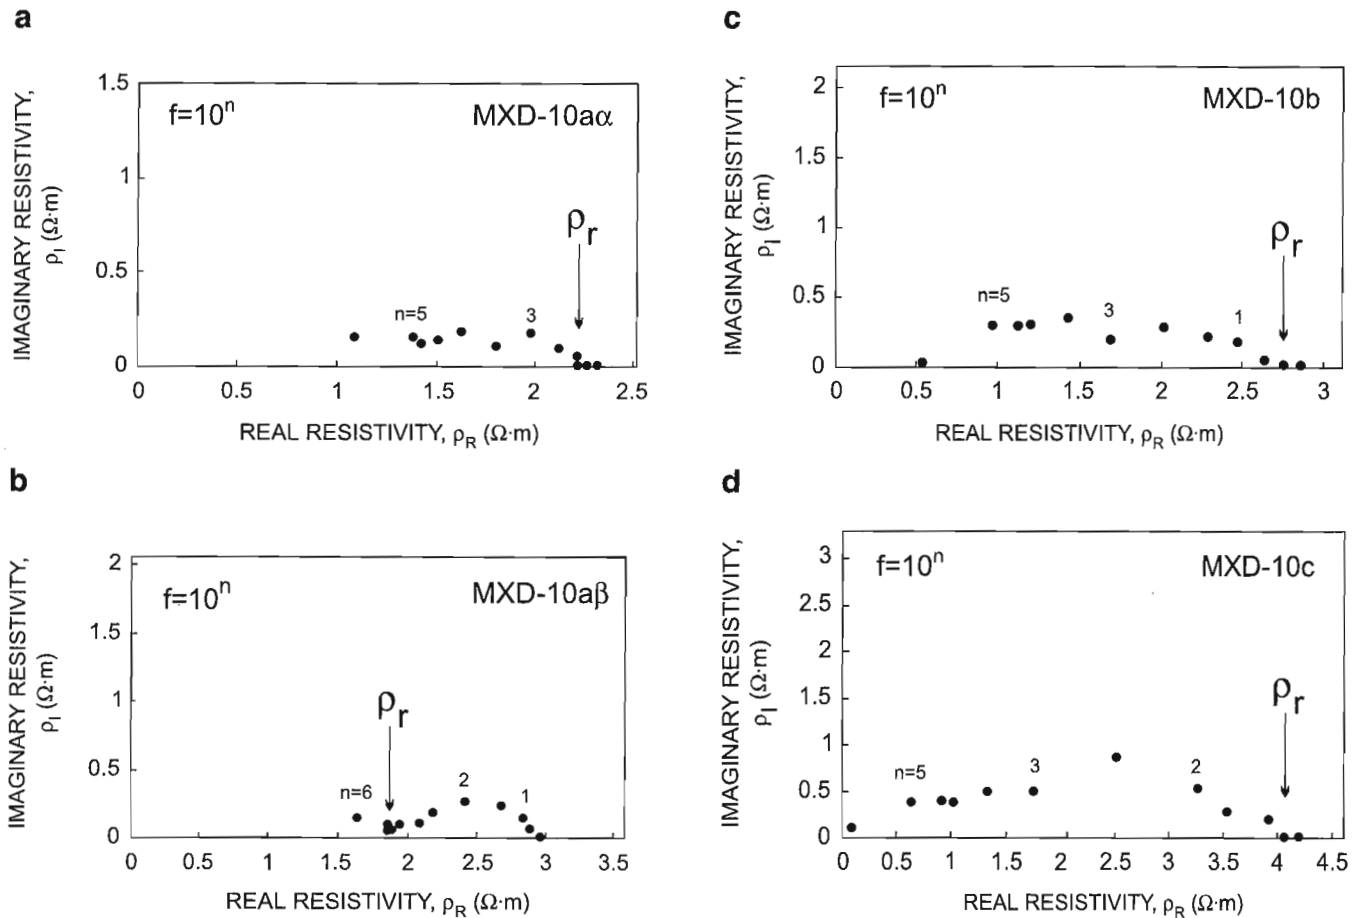 a
IMAGINARY RESISTIVITY,
ρI (Ω·m)
1.5
1
0.5
0
f=10ⁿ
MXD-10aα
ρr
n=5
3
0
0.5
1
1.5
2
2.5
REAL RESISTIVITY, ρR (Ω·m)
b
IMAGINARY RESISTIVITY,
ρI (Ω·m)
2
1.5
1
0.5
0
f=10ⁿ
MXD-10aβ
ρr
n=6
2
1
0
0.5
1
1.5
2
2.5
3
3.5
REAL RESISTIVITY, ρR (Ω·m)
c
IMAGINARY RESISTIVITY,
ρI (Ω·m)
2
1.5
1
0.5
0
f=10ⁿ
MXD-10b
ρr
n=5
3
1
0
0.5
1
1.5
2
2.5
3
REAL RESISTIVITY, ρR (Ω·m)
d
IMAGINARY RESISTIVITY,
ρI (Ω·m)
3
2.5
2
1.5
1
0.5
0
f=10ⁿ
MXD-10c
ρr
n=5
3
2
0
0.5
1
1.5
2
2.5
3
3.5
4
4.5
REAL RESISTIVITY, ρR (Ω·m)